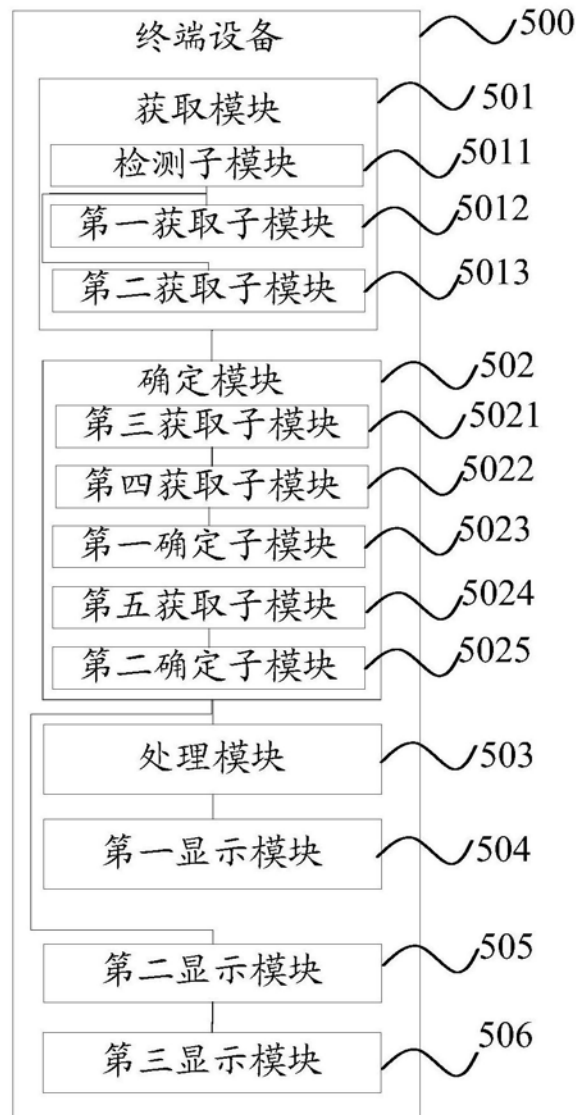 终端设备 500
获取模块 501
检测子模块 5011
第一获取子模块 5012
第二获取子模块 5013
确定模块 502
第三获取子模块 5021
第四获取子模块 5022
第一确定子模块 5023
第五获取子模块 5024
第二确定子模块 5025
处理模块 503
第一显示模块 504
第二显示模块 505
第三显示模块 506